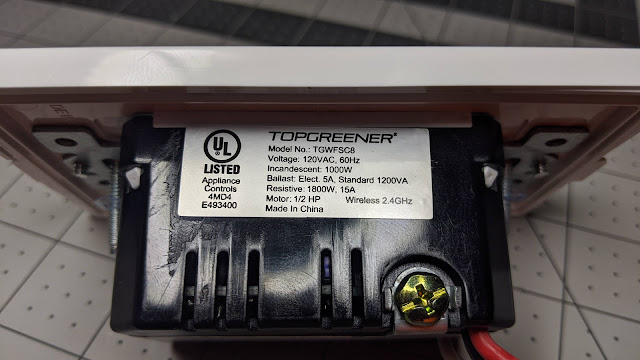 UL
LISTED
Appliance
Controls
4MD4
E493400
TOPGREENER®
Model No.: TGWFSC8
Voltage: 120VAC, 60Hz
Incandescent: 1000W
Ballast: Elect. 5A, Standard 1200VA
Resistive: 1800W, 15A
Motor: 1/2 HP Wireless 2.4GHz
Made In China